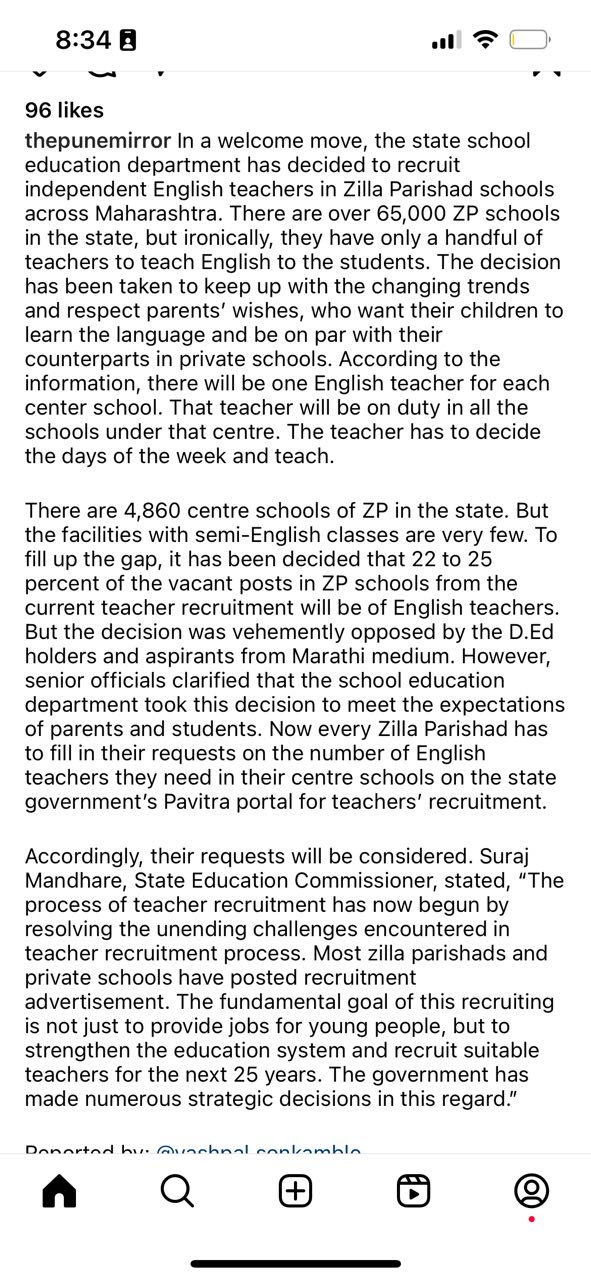 8:34
96 likes
thepunemirror In a welcome move, the state school
education department has decided to recruit
independent English teachers in Zilla Parishad schools
across Maharashtra. There are over 65,000 ZP schools
in the state, but ironically, they have only a handful of
teachers to teach English to the students. The decision
has been taken to keep up with the changing trends
and respect parents’ wishes, who want their children to
learn the language and be on par with their
counterparts in private schools. According to the
information, there will be one English teacher for each
center school. That teacher will be on duty in all the
schools under that centre. The teacher has to decide
the days of the week and teach.
There are 4,860 centre schools of ZP in the state. But
the facilities with semi-English classes are very few. To
fill up the gap, it has been decided that 22 to 25
percent of the vacant posts in ZP schools from the
current teacher recruitment will be of English teachers.
But the decision was vehemently opposed by the D.Ed
holders and aspirants from Marathi medium. However,
senior officials clarified that the school education
department took this decision to meet the expectations
of parents and students. Now every Zilla Parishad has
to fill in their requests on the number of English
teachers they need in their centre schools on the state
government’s Pavitra portal for teachers’ recruitment.
Accordingly, their requests will be considered. Suraj
Mandhare, State Education Commissioner, stated, “The
process of teacher recruitment has now begun by
resolving the unending challenges encountered in
teacher recruitment process. Most zilla parishads and
private schools have posted recruitment
advertisement. The fundamental goal of this recruiting
is not just to provide jobs for young people, but to
strengthen the education system and recruit suitable
teachers for the next 25 years. The government has
made numerous strategic decisions in this regard.”
Reported by: @yashpal.sonkamble